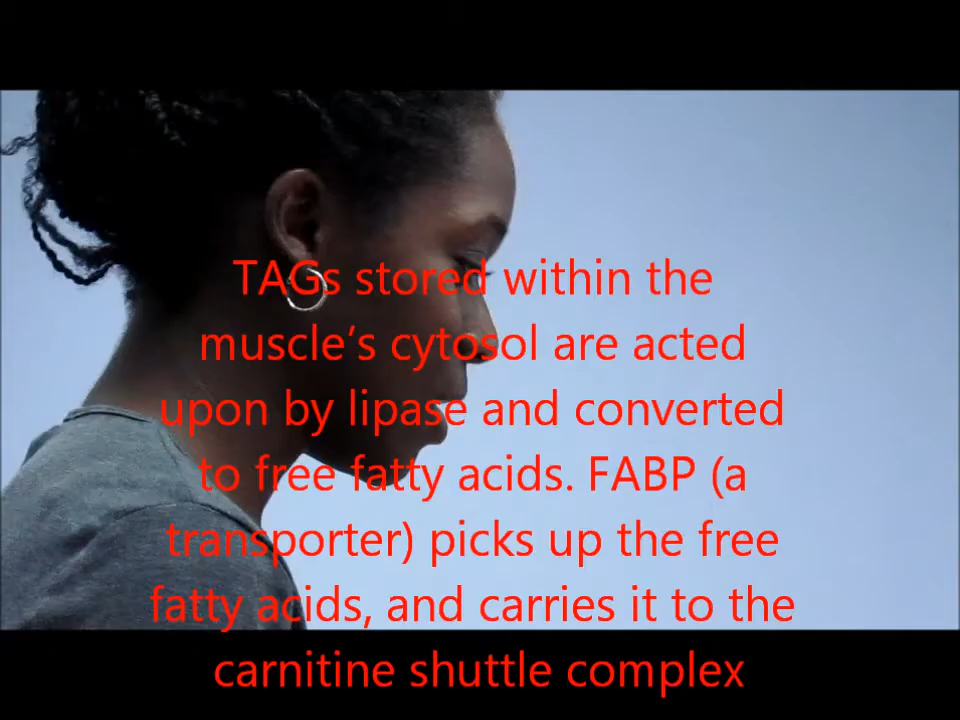 TAGs stored within the
muscle’s cytosol are acted
upon by lipase and converted
to free fatty acids. FABP (a
transporter) picks up the free
fatty acids, and carries it to the
carnitine shuttle complex